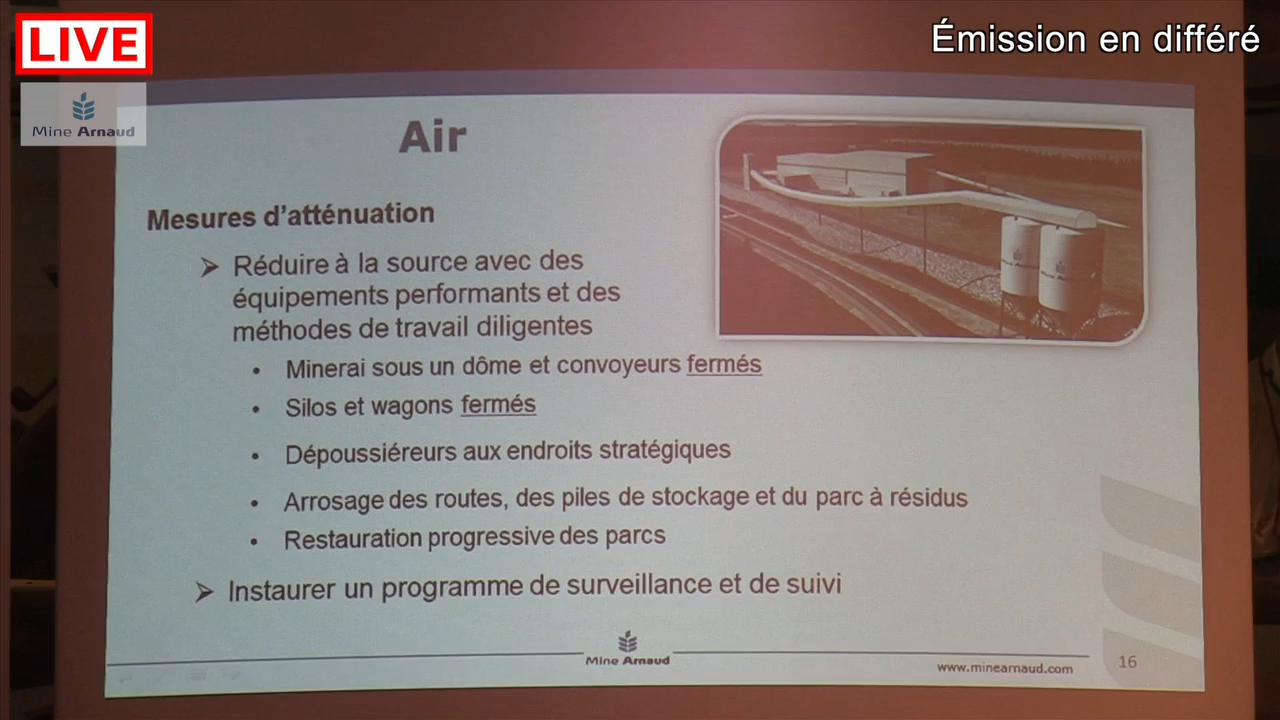 LIVE
Émission en différé
Mine Arnaud
Air
Mesures d'atténuation
Réduire à la source avec des
équipements performants et des
méthodes de travail diligentes
Minerai sous un dôme et convoyeurs fermés
Silos et wagons fermés
Dépoussiéreurs aux endroits stratégiques
Arrosage des routes, des piles de stockage et du parc à résidus
Restauration progressive des parcs
Instaurer un programme de surveillance et de suivi
Mine Arnaud
www.minearnaud.com
16